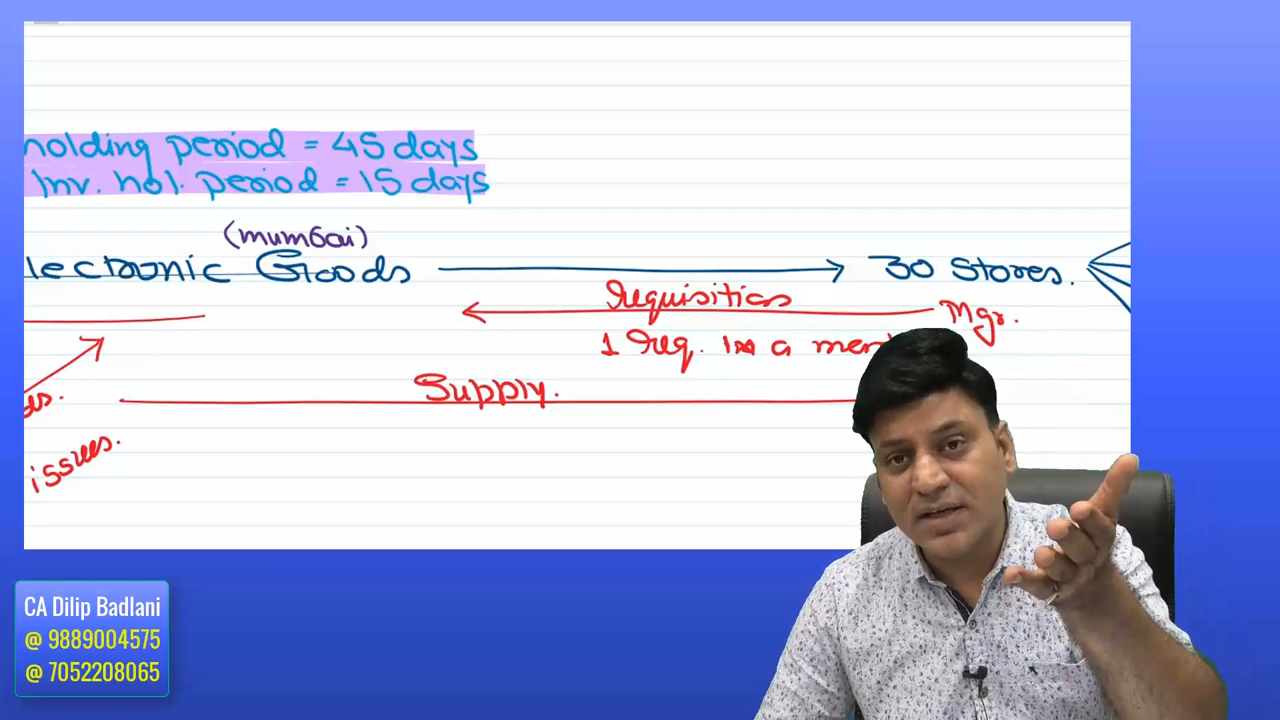 holding period = 45 days
Inv. hol. period = 15 days
(mumbai)
lectronic Goods
30 Stores.
requisition
Mgr.
1 req. in a
Supply.
issues.
CA Dilip Badlani
@ 9889004575
@ 7052208065